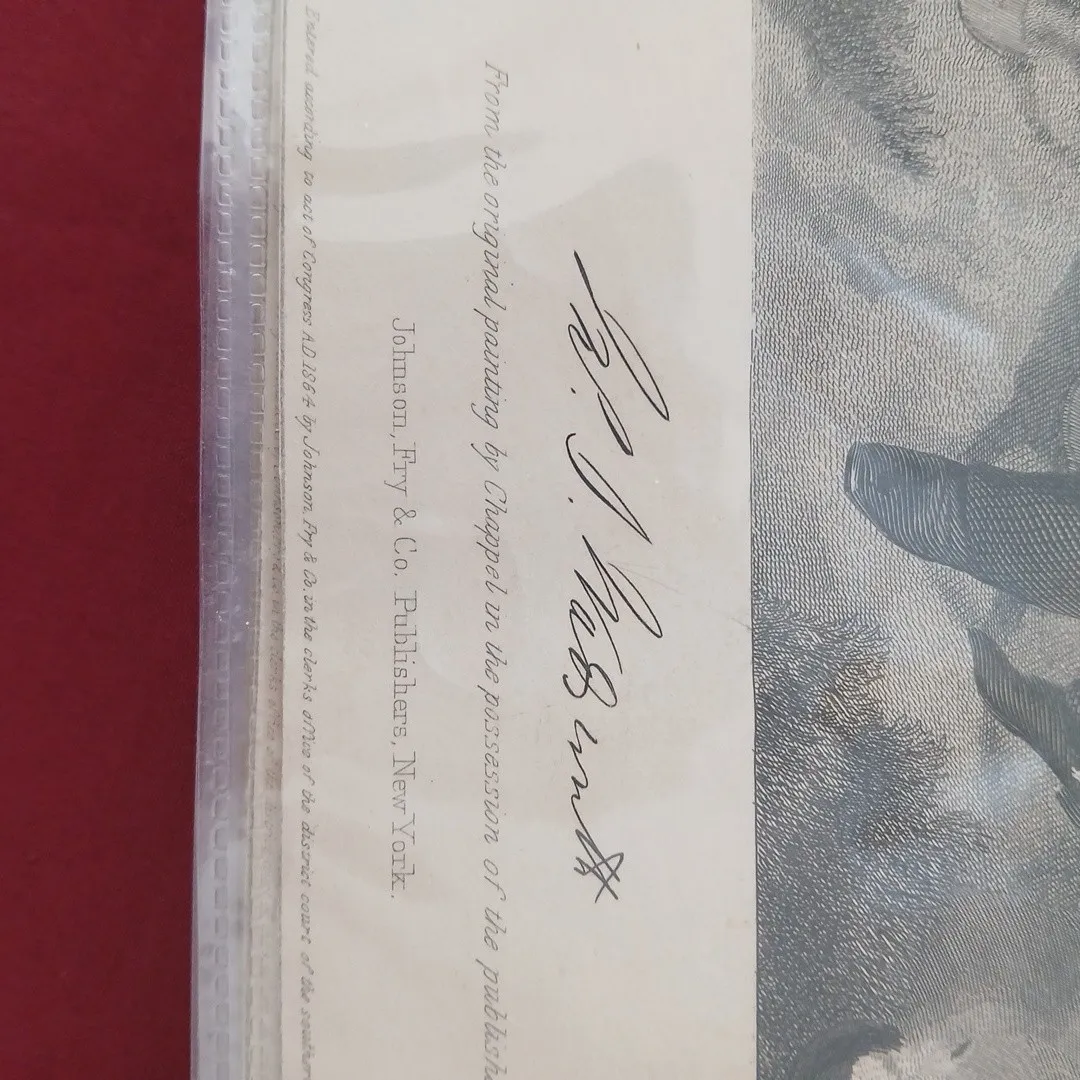 From the original painting by Chappel in the possession of the
Johnson, Fry & Co. Publishers, New York.
Entered according to act of Congress AD 1864 by Johnson, Fry & Co. in the clerks office of the district court of the southern